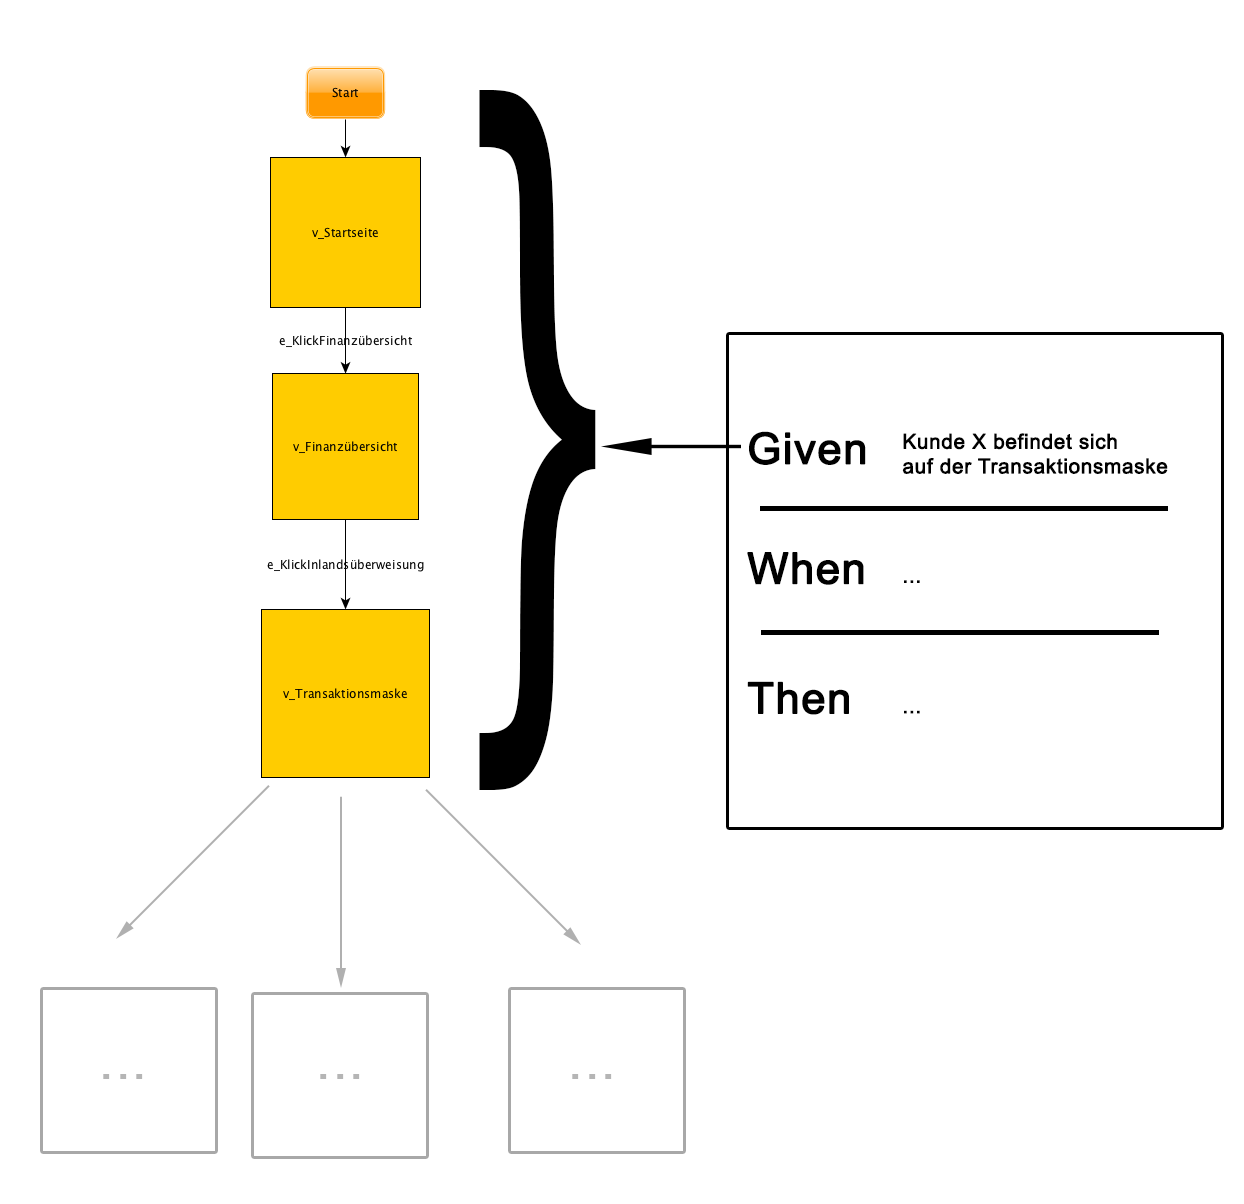 Start
v_Startseite
e_KlickFinanzübersicht
v_Finanzübersicht
e_KlickInlandsüberweisung
v_Transaktionsmaske
...
...
...
Given
Kunde X befindet sich
auf der Transaktionsmaske
When ...
Then ...